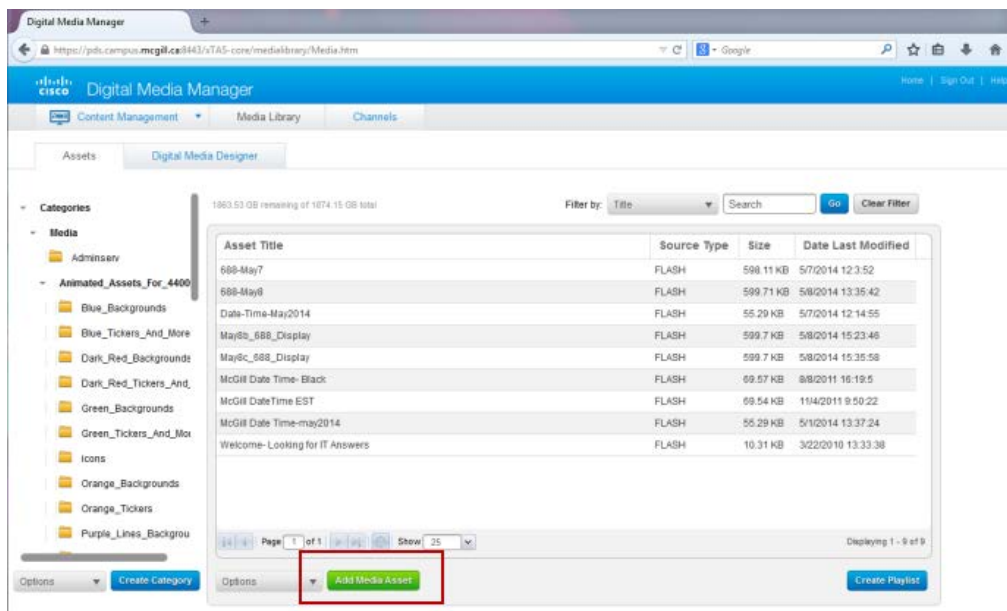 Digital Media Manager
https://pds.campus.mcgill.ca:8443/xTAS-core/medialibrary/Media.htm
Google
cisco Digital Media Manager
Home | Sign Out | Help
Content Management Media Library Channels
Assets Digital Media Designer
Categories
1863.53 GB remaining of 1874.15 GB total
Filter by: Title Search Go Clear Filter
Media
Adminserv
Animated_Assets_For_4400
Blue_Backgrounds
Blue_Tickers_And_More
Dark_Red_Backgrounds
Dark_Red_Tickers_And_
Green_Backgrounds
Green_Tickers_And_Mor
Icons
Orange_Backgrounds
Orange_Tickers
Purple_Lines_Backgrou
Asset Title Source Type Size Date Last Modified
688-May7 FLASH 598.11 KB 5/7/2014 12:3:52
688-May8 FLASH 599.71 KB 5/8/2014 13:35:42
Date-Time-May2014 FLASH 55.29 KB 5/7/2014 12:14:55
May8b_688_Display FLASH 599.7 KB 5/8/2014 15:23:46
May8c_688_Display FLASH 599.7 KB 5/8/2014 15:35:58
McGill Date Time- Black FLASH 69.57 KB 8/8/2011 16:19:5
McGill DateTime EST FLASH 69.54 KB 11/4/2011 9:50:22
McGill Date Time-may2014 FLASH 55.29 KB 5/1/2014 13:37:24
Welcome- Looking for IT Answers FLASH 10.31 KB 3/22/2010 13:33:38
Page 1 of 1 Show 25
Displaying 1 - 9 of 9
Options Create Category Options Add Media Asset Create Playlist